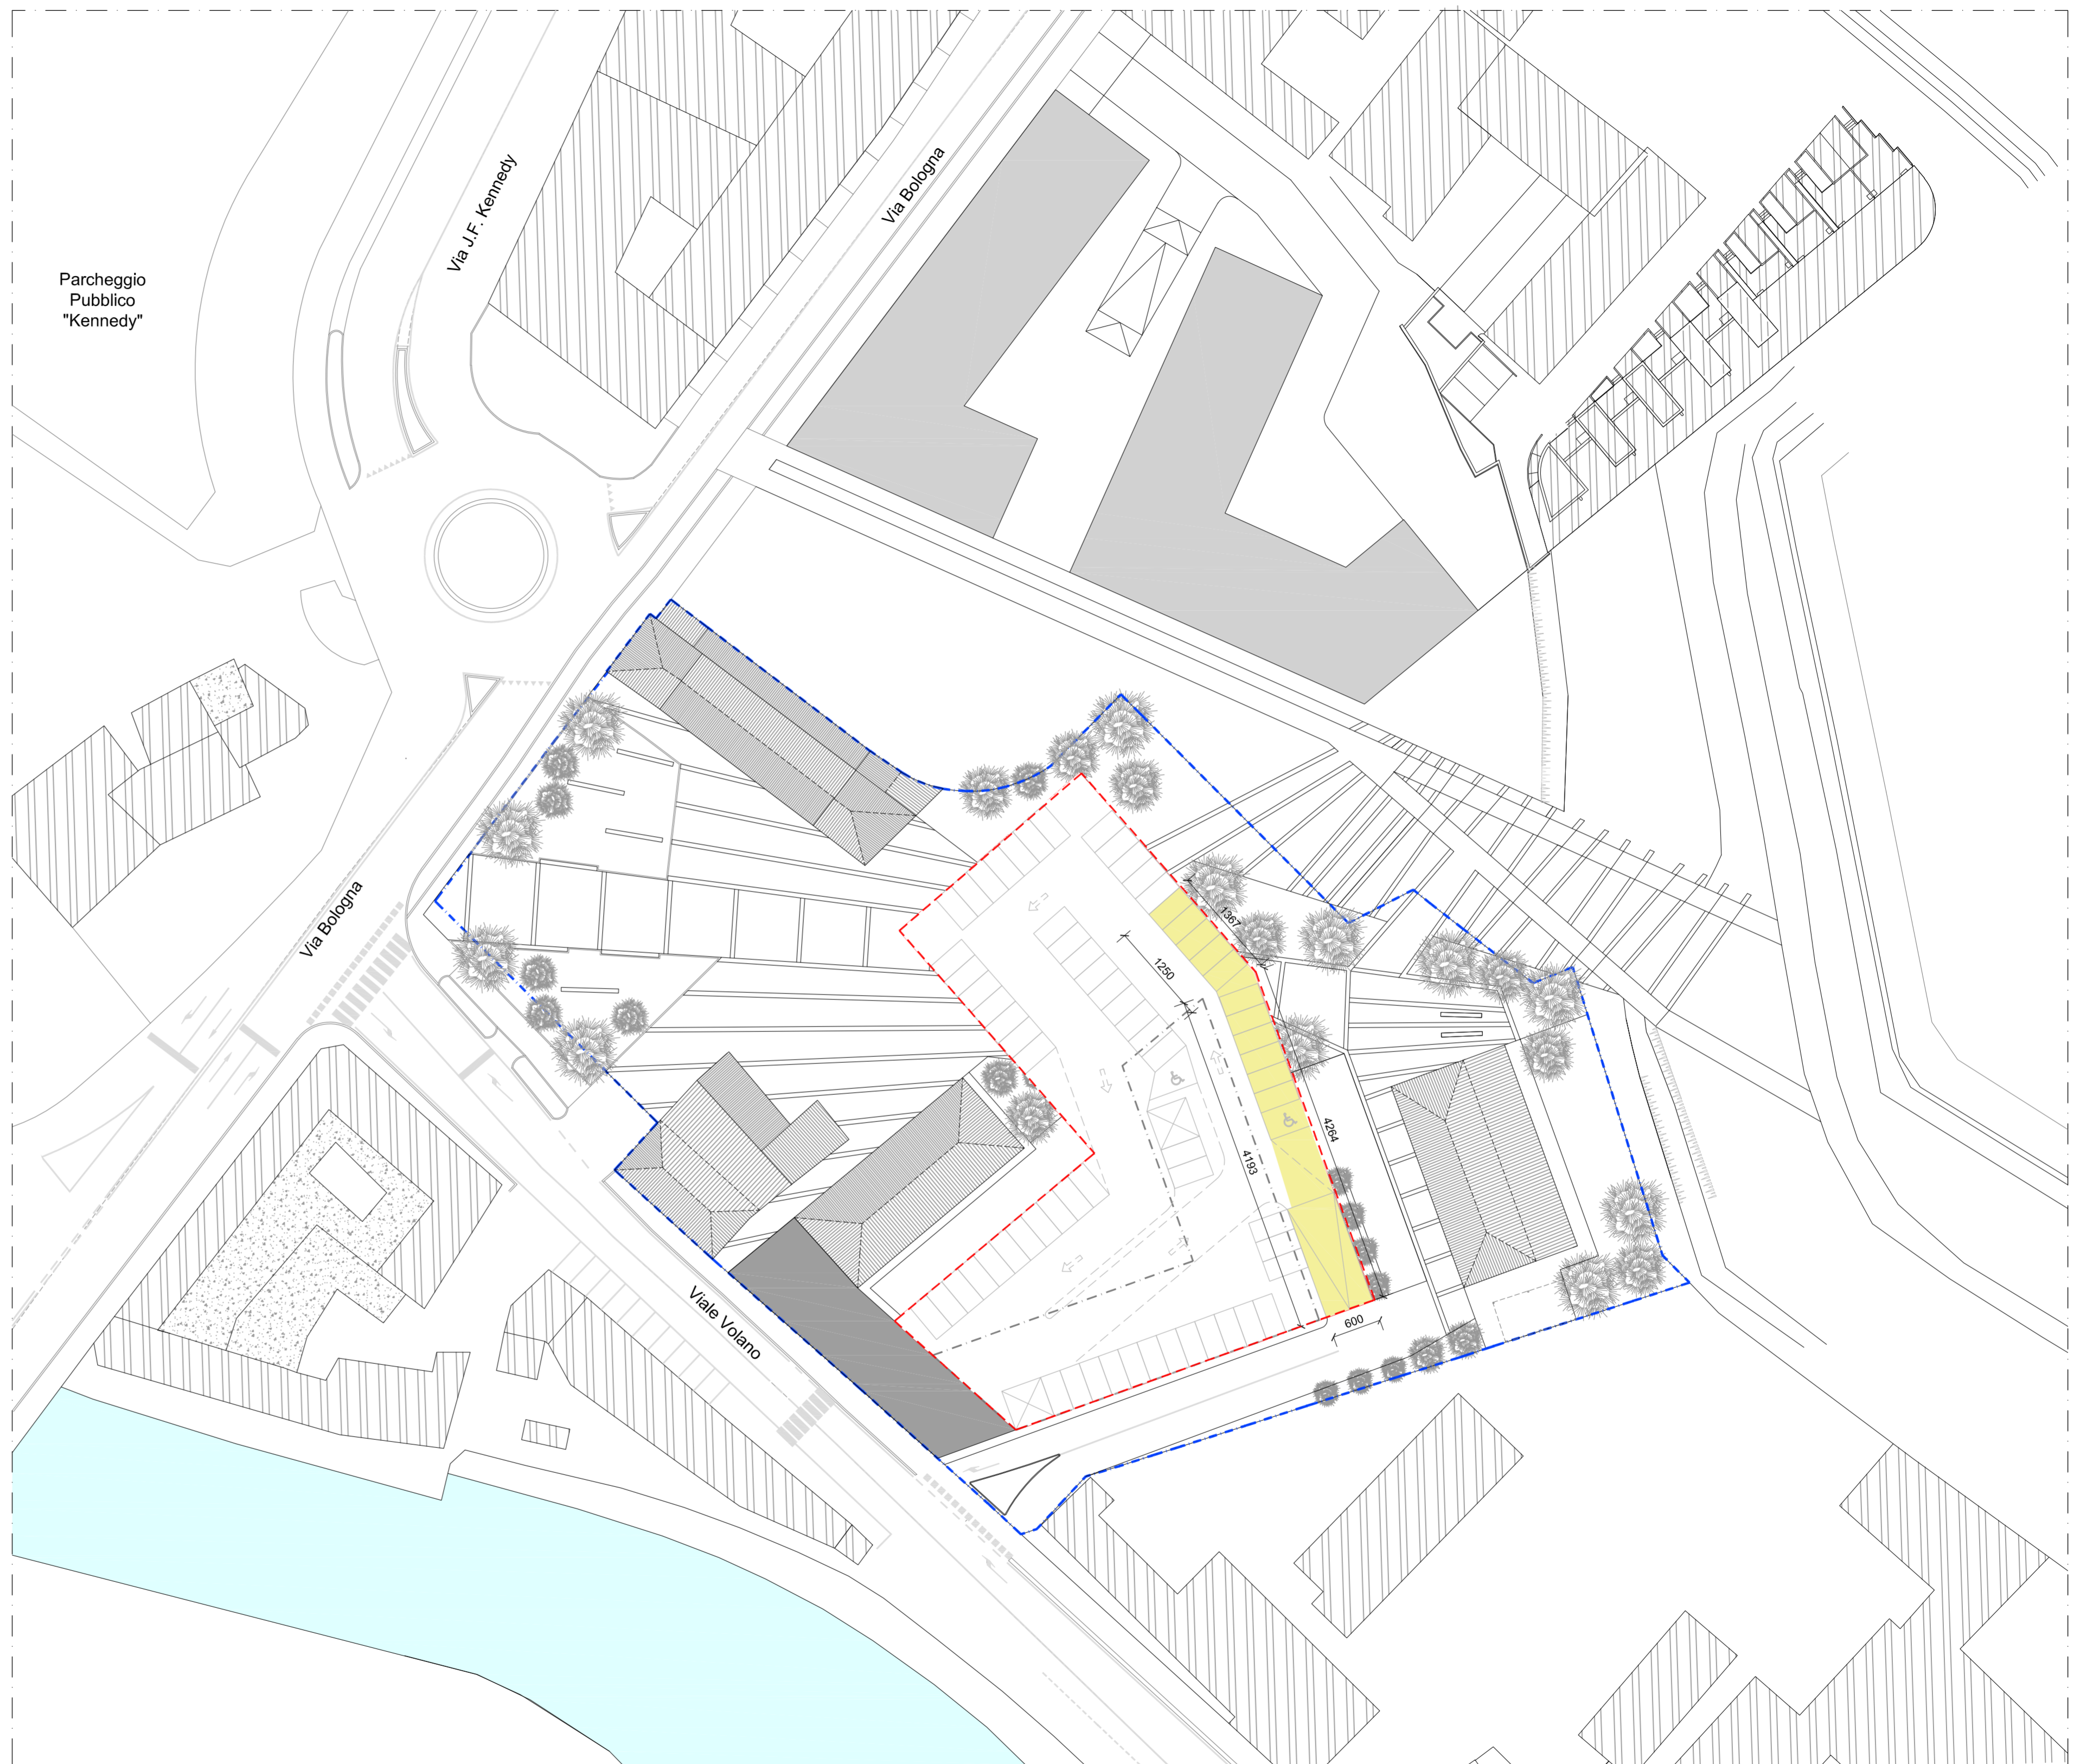 Via J.F. Kennedy
Via Bologna
Parcheggio
Pubblico
"Kennedy"
Via Bologna
1367
1250
4264
4193
600
Viale Volano